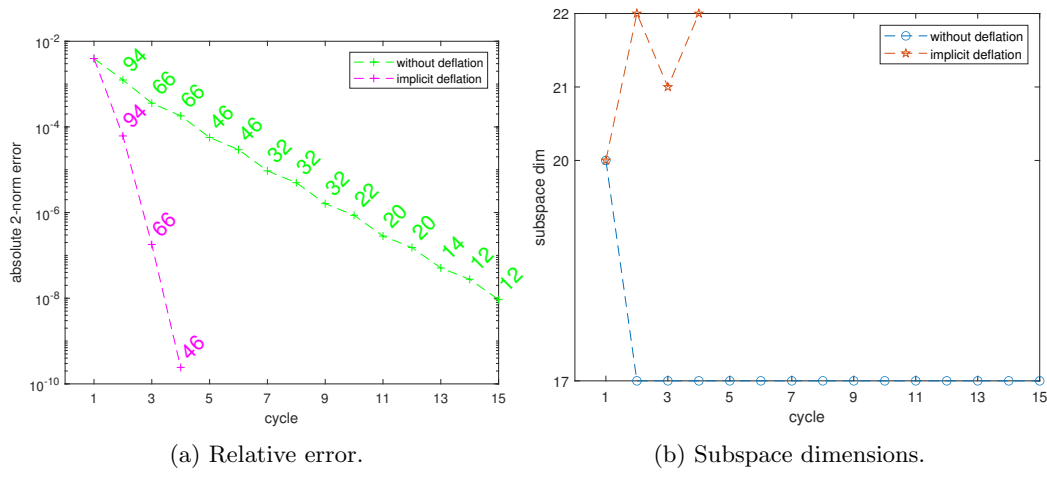 10^-2
10^-4
10^-6
10^-8
10^-10
absolute 2-norm error
94
66
66
46
46
32
32
32
22
20
20
14
12
12
94
66
46
without deflation
implicit deflation
1 3 5 7 9 11 13 15
cycle
(a) Relative error.
22
21
20
17
subspace dim
without deflation
implicit deflation
1 3 5 7 9 11 13 15
cycle
(b) Subspace dimensions.